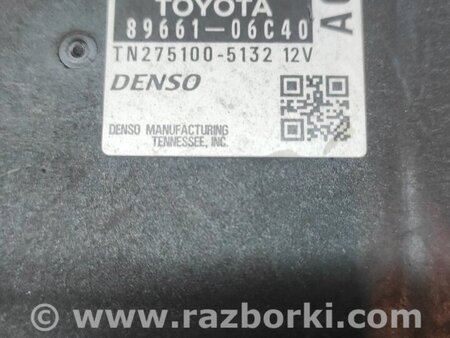 TOYOTA
89661-06C40
TN275100-5132 12V
DENSO
DENSO MANUFACTURING
TENNESSEE, INC.
© www.razborki.com